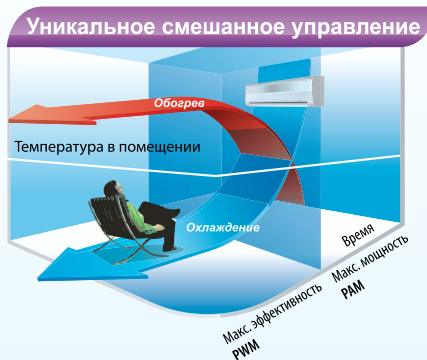 Уникальное смешанное управление
Обогрев
Температура в помещении
Охлаждение
Время
Макс. эффективность
PWM
Макс. мощность
PAM